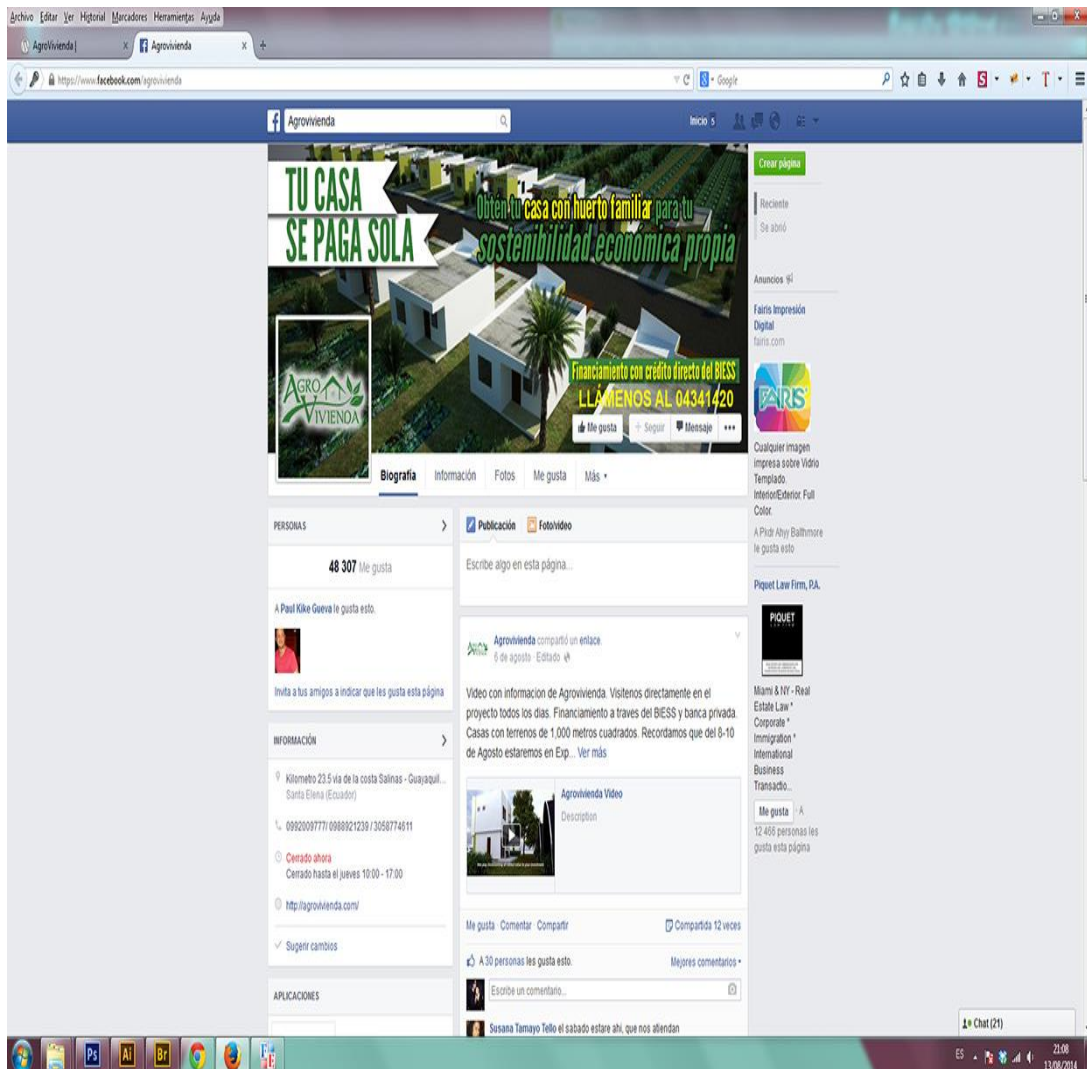 Archivo Editar Ver Historial Marcadores Herramientas Ayuda
AgroVivienda | x
Agrovivienda x +
https://www.facebook.com/agrovivienda
Google
Agrovivienda
Inicio 5
TU CASA
SE PAGA SOLA
Obtén tu casa con huerto familiar para tu
sostenibilidad económica propia
AGRO
VIVIENDA
Financiamiento con crédito directo del BIESS
LLÁMENOS AL 04341420
Me gusta + Seguir Mensaje •••
Biografía Información Fotos Me gusta Más
PERSONAS
48 307 Me gusta
A Paul Kike Gueva le gusta esto.
Invita a tus amigos a indicar que les gusta esta página
INFORMACIÓN
Kilometro 23.5 via de la costa Salinas - Guayaquil...
Santa Elena (Ecuador)
0992009777/ 0988921239 / 3058774611
Cerrado ahora
Cerrado hasta el jueves 10:00 - 17:00
http://agrovivienda.com/
Sugerir cambios
APLICACIONES
Publicación Foto/video
Escribe algo en esta página...
Agrovivienda compartió un enlace.
6 de agosto · Editado
Video con informacion de Agrovivienda. Visitenos directamente en el
proyecto todos los dias. Financiamiento a traves del BIESS y banca privada.
Casas con terrenos de 1,000 metros cuadrados. Recordamos que del 8-10
de Agosto estaremos en Exp... Ver más
Agrovivienda Video
Description
Me gusta · Comentar · Compartir
Compartida 12 veces
A 30 personas les gusta esto.
Mejores comentarios
Escribe un comentario...
Susana Tamayo Tello el sabado estare ahi, que nos atiendan
Crear página
Reciente
Se abrió
Anuncios
Fairis Impresión
Digital
fairis.com
FAIRIS
Cualquier imagen
impresa sobre Vidrio
Templado.
Interior/Exterior. Full
Color.
A Pkdr Ahyy Balthmore
le gusta esto
Piquet Law Firm, P.A.
PIQUET
LAW FIRM
Miami & NY - Real
Estate Law *
Corporate *
Immigration *
International
Business
Transactio...
Me gusta · A
12 466 personas les
gusta esta página
Chat (21)
Ps
Ai
Br
ES
21:08
13/08/2014